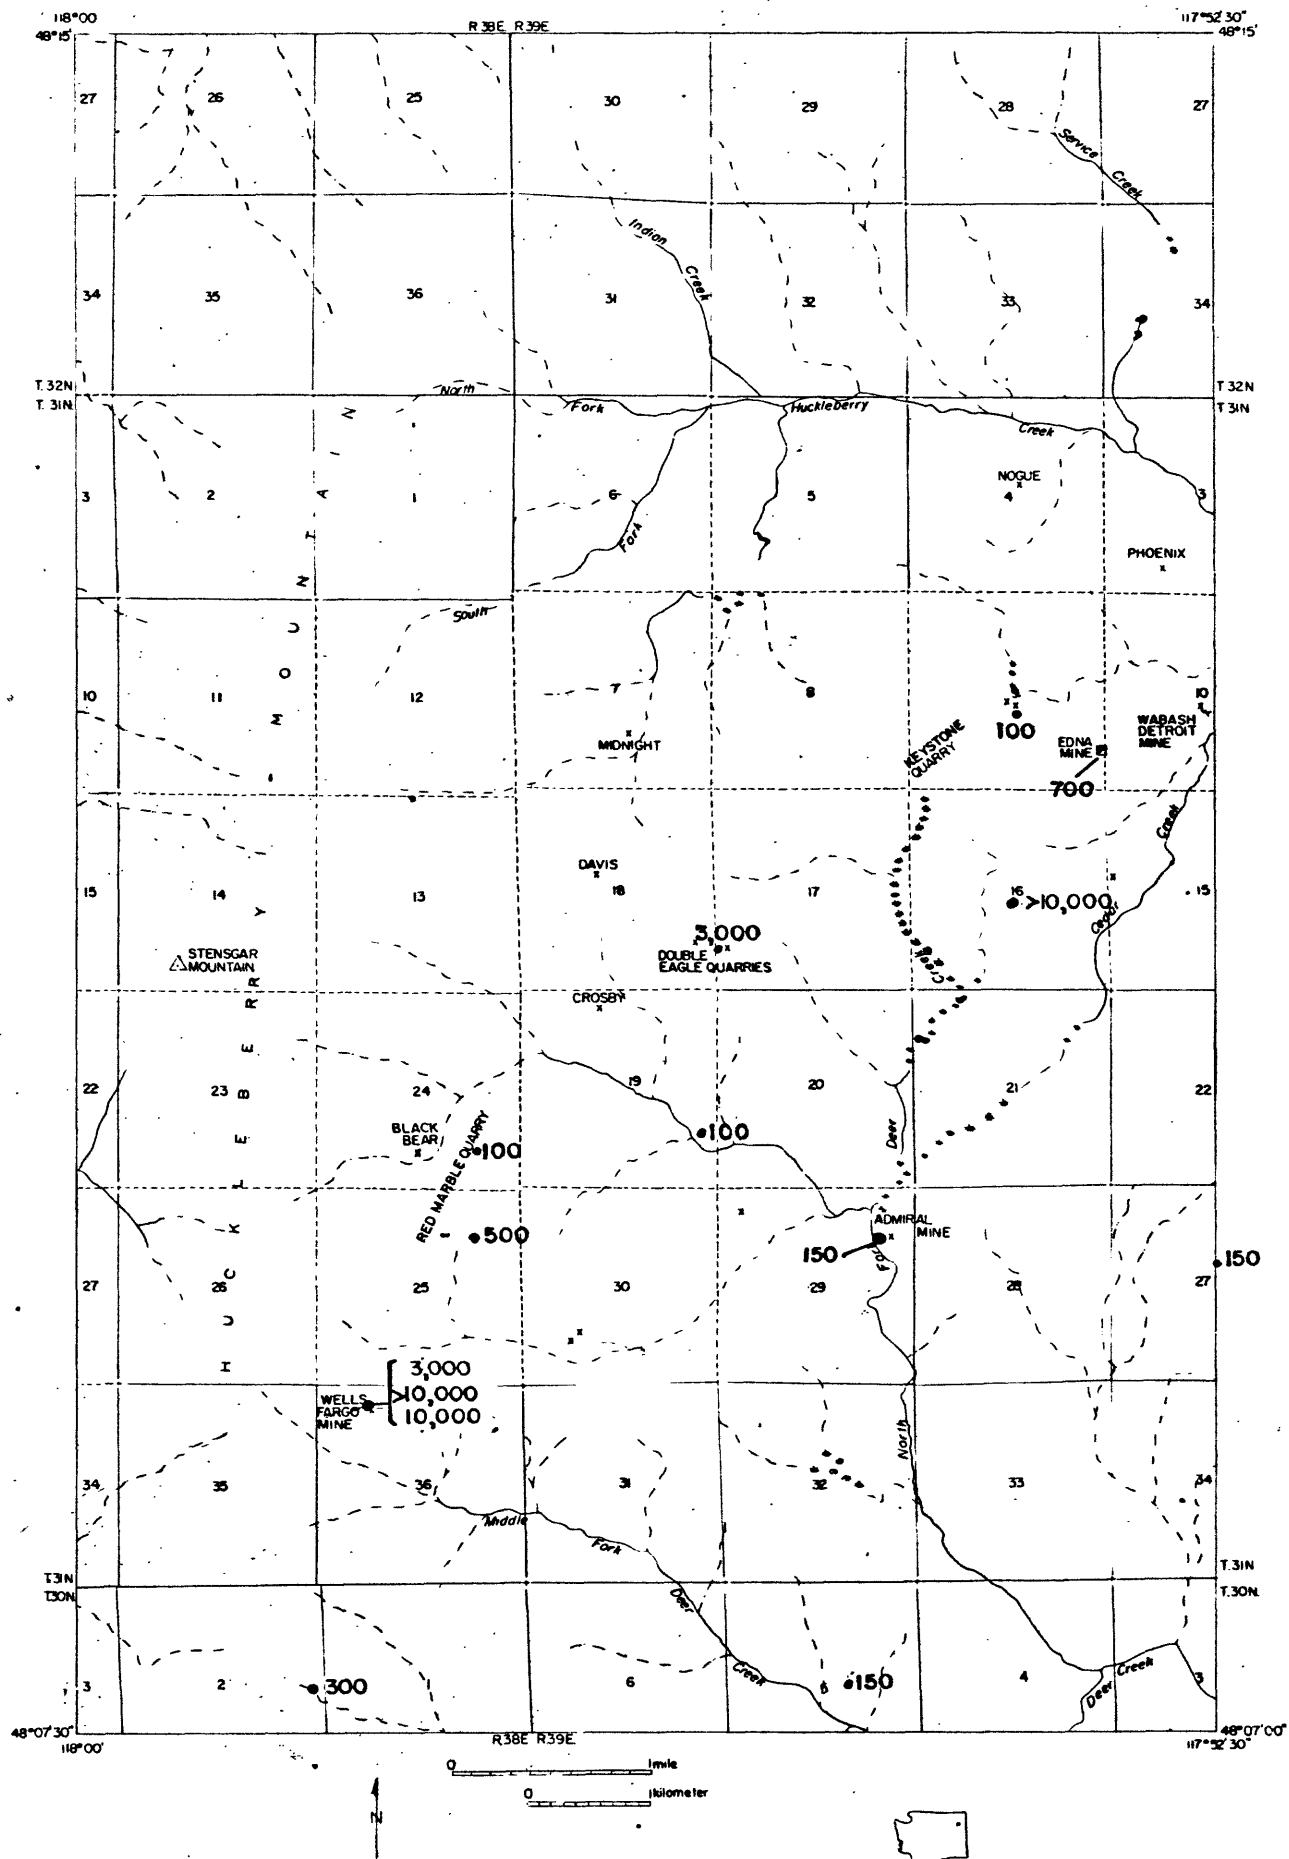 118°00
R 38E R39E
117°52'30"
48°15'
48°15'
27
26
25
30
29
28
27
Service
Creek
Indian
Creek
34
35
36
31
32
33
34
T. 32N
T. 31N
North
Fork
Huckleberry
Creek
T 32N
T 31N
NOGUE
3
2
6
5
4
3
Fork
PHOENIX
South
10
11
12
7
8
10
MIDNIGHT
KEYSTONE
QUARRY
100
EDNA
MINE
700
WABASH
DETROIT
MINE
Creek
DAVIS
15
14
13
18
17
16
>10,000
15
Cedar
STENSGAR
MOUNTAIN
3,000
DOUBLE
EAGLE QUARRIES
Cr
CROSBY
22
23
24
19
20
21
22
BLACK
BEAR
RED MARBLE QUARRY
100
100
Deer
500
ADMIRAL
MINE
150
Fork
150
27
26
25
30
29
28
27
HUCKLEBERRY MOUNTAIN
WELLS
FARGO
MINE
3,000
>10,000
10,000
North
34
35
36
31
32
33
34
Middle
Fork
T.31N
T.30N
T.31N
T.30N.
Deer
Creek
3
2
300
6
5
150
4
Deer Creek
3
48°07'30"
118°00'
R38E R39E
48°07'00"
117°52'30"
0 1mile
0 1kilometer
N